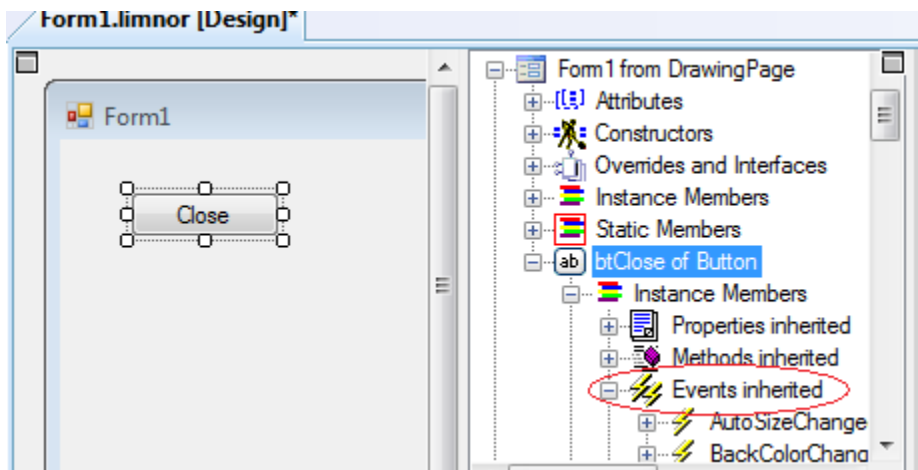 Form1.limnor [Design]*
Form1
Close
Form1 from DrawingPage
Attributes
Constructors
Overrides and Interfaces
Instance Members
Static Members
ab btClose of Button
Instance Members
Properties inherited
Methods inherited
Events inherited
AutoSizeChange
BackColorChang